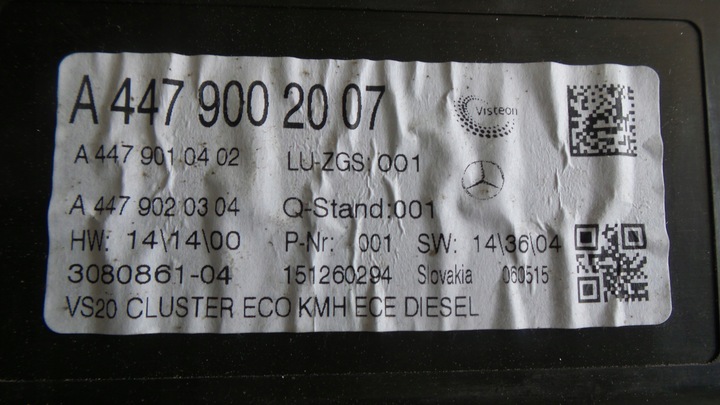 A 447 900 20 07
Visteon
A 447 901 04 02 LU-ZGS: 001
A 447 902 03 04 Q-Stand:001
HW: 14\14\00 P-Nr: 001 SW: 14\36\04
3080861-04 151260294 Slovakia 060515
VS20 CLUSTER ECO KMH ECE DIESEL